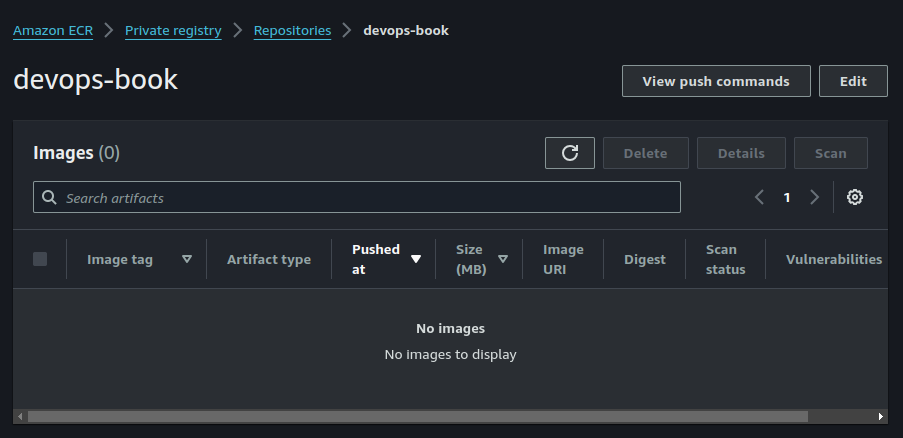 Amazon ECR > Private registry > Repositories > devops-book
devops-book
View push commands
Edit
Images (0)
Delete
Details
Scan
Search artifacts
1
Image tag
Artifact type
Pushed
at
Size
(MB)
Image
URI
Digest
Scan
status
Vulnerabilities
No images
No images to display